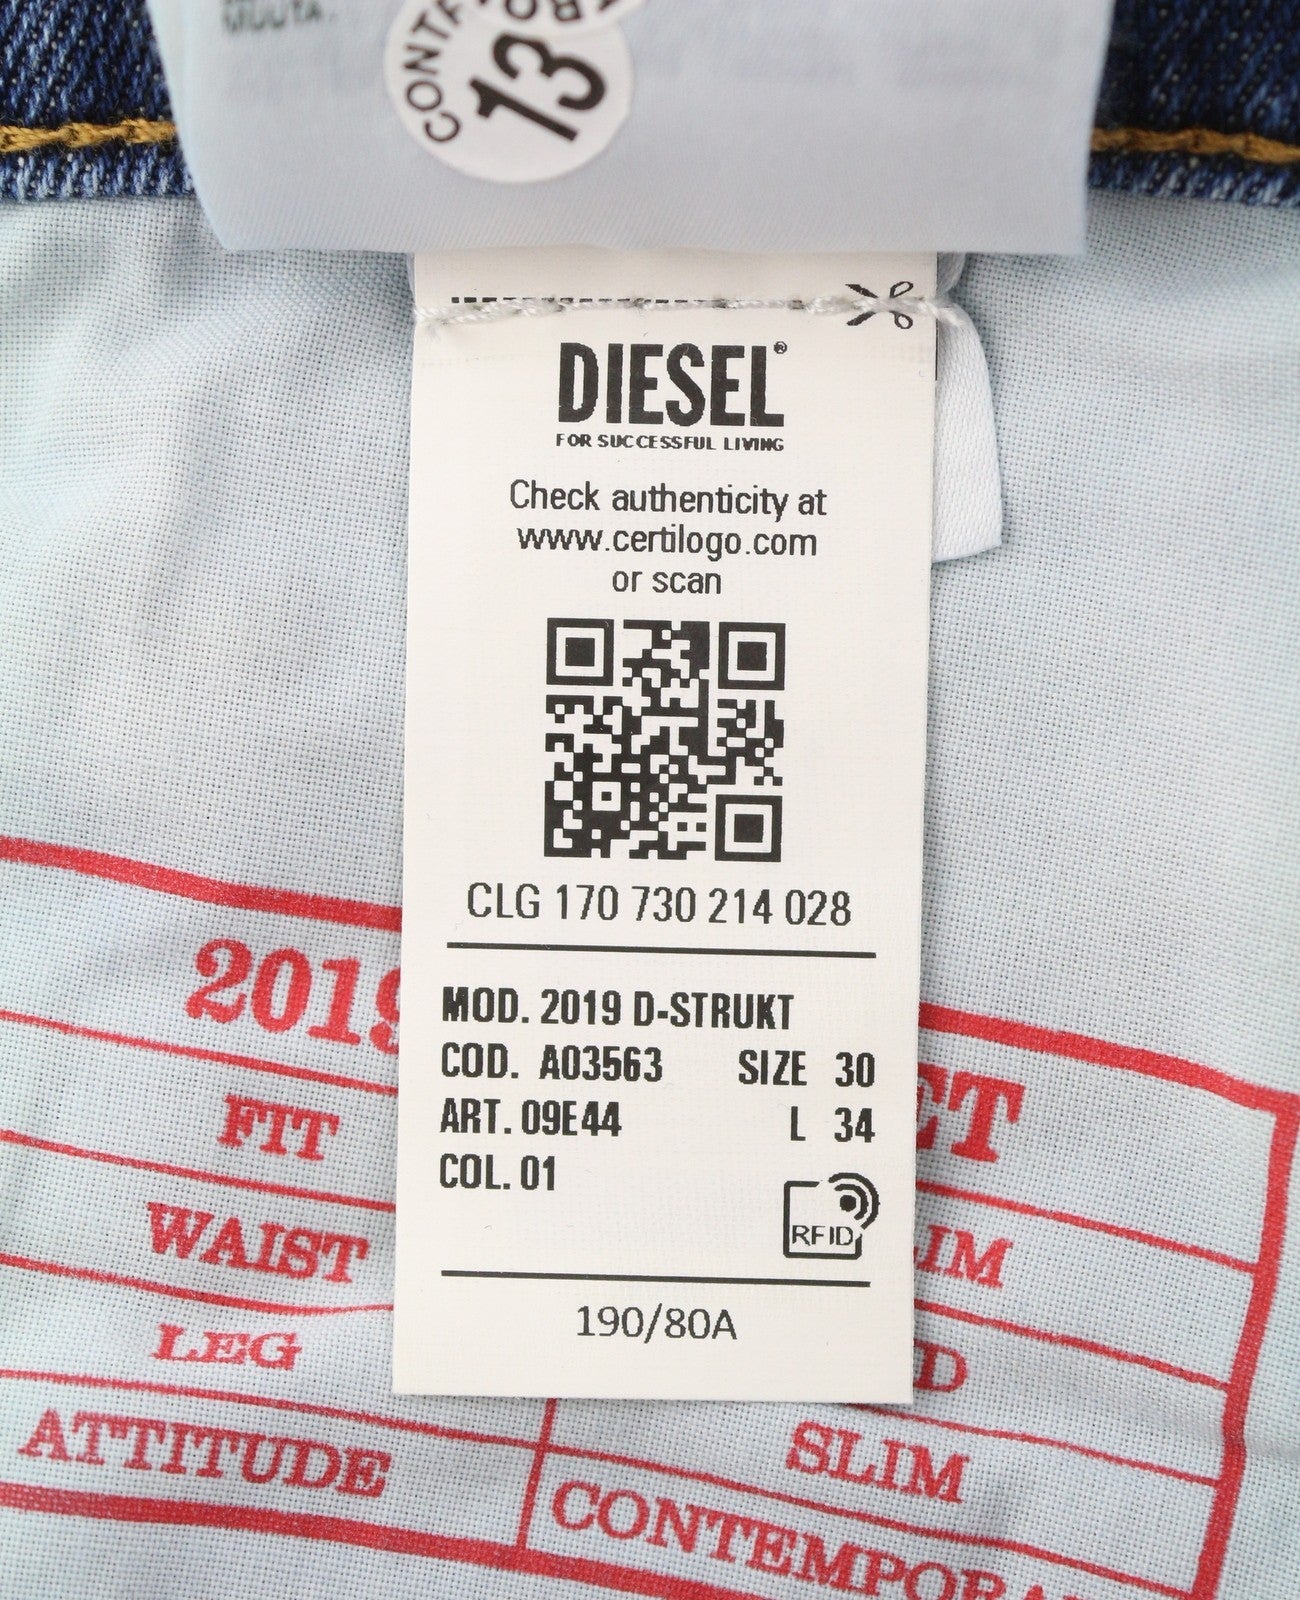 13
DIESEL®
FOR SUCCESSFUL LIVING
Check authenticity at
www.certilogo.com
or scan
CLG 170 730 214 028
MOD. 2019 D-STRUKT
COD. A03563 SIZE 30
ART. 09E44 L 34
COL. 01
RFID
190/80A
2019
FIT
WAIST
LEG SLIM
ATTITUDE